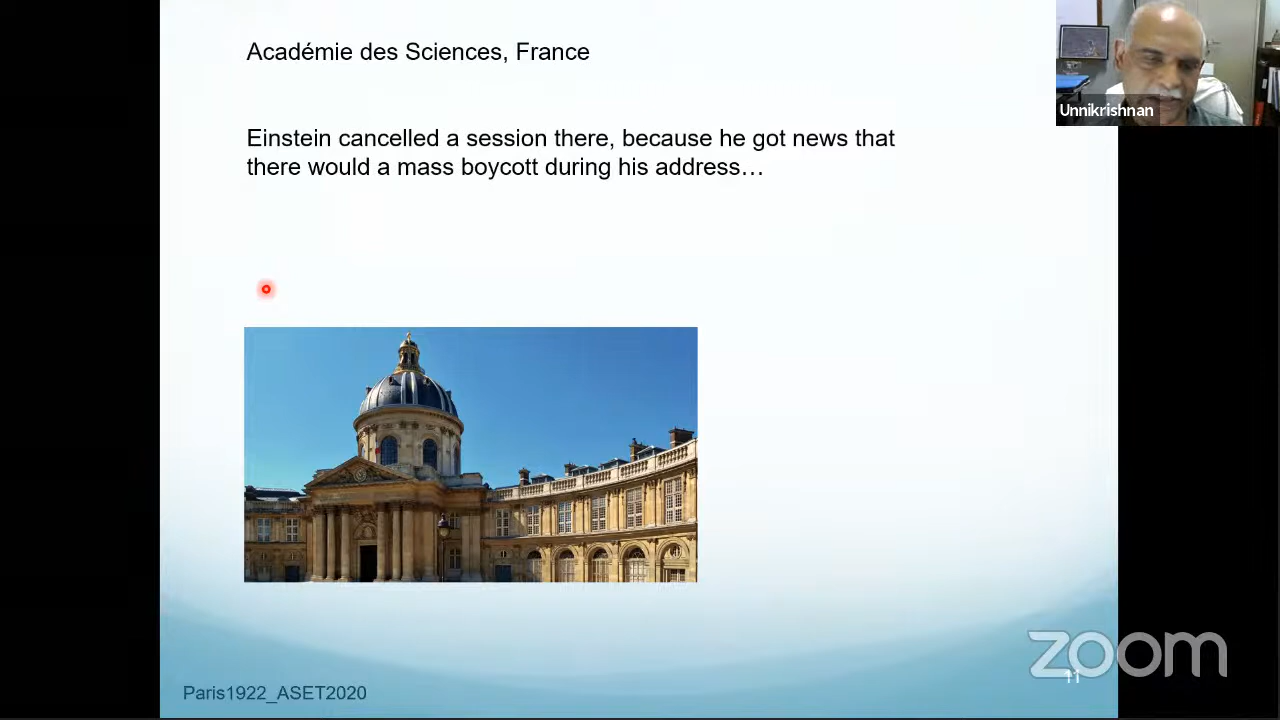 Académie des Sciences, France
Unnikrishnan
Einstein cancelled a session there, because he got news that
there would a mass boycott during his address…
zoom
11
Paris1922_ASET2020